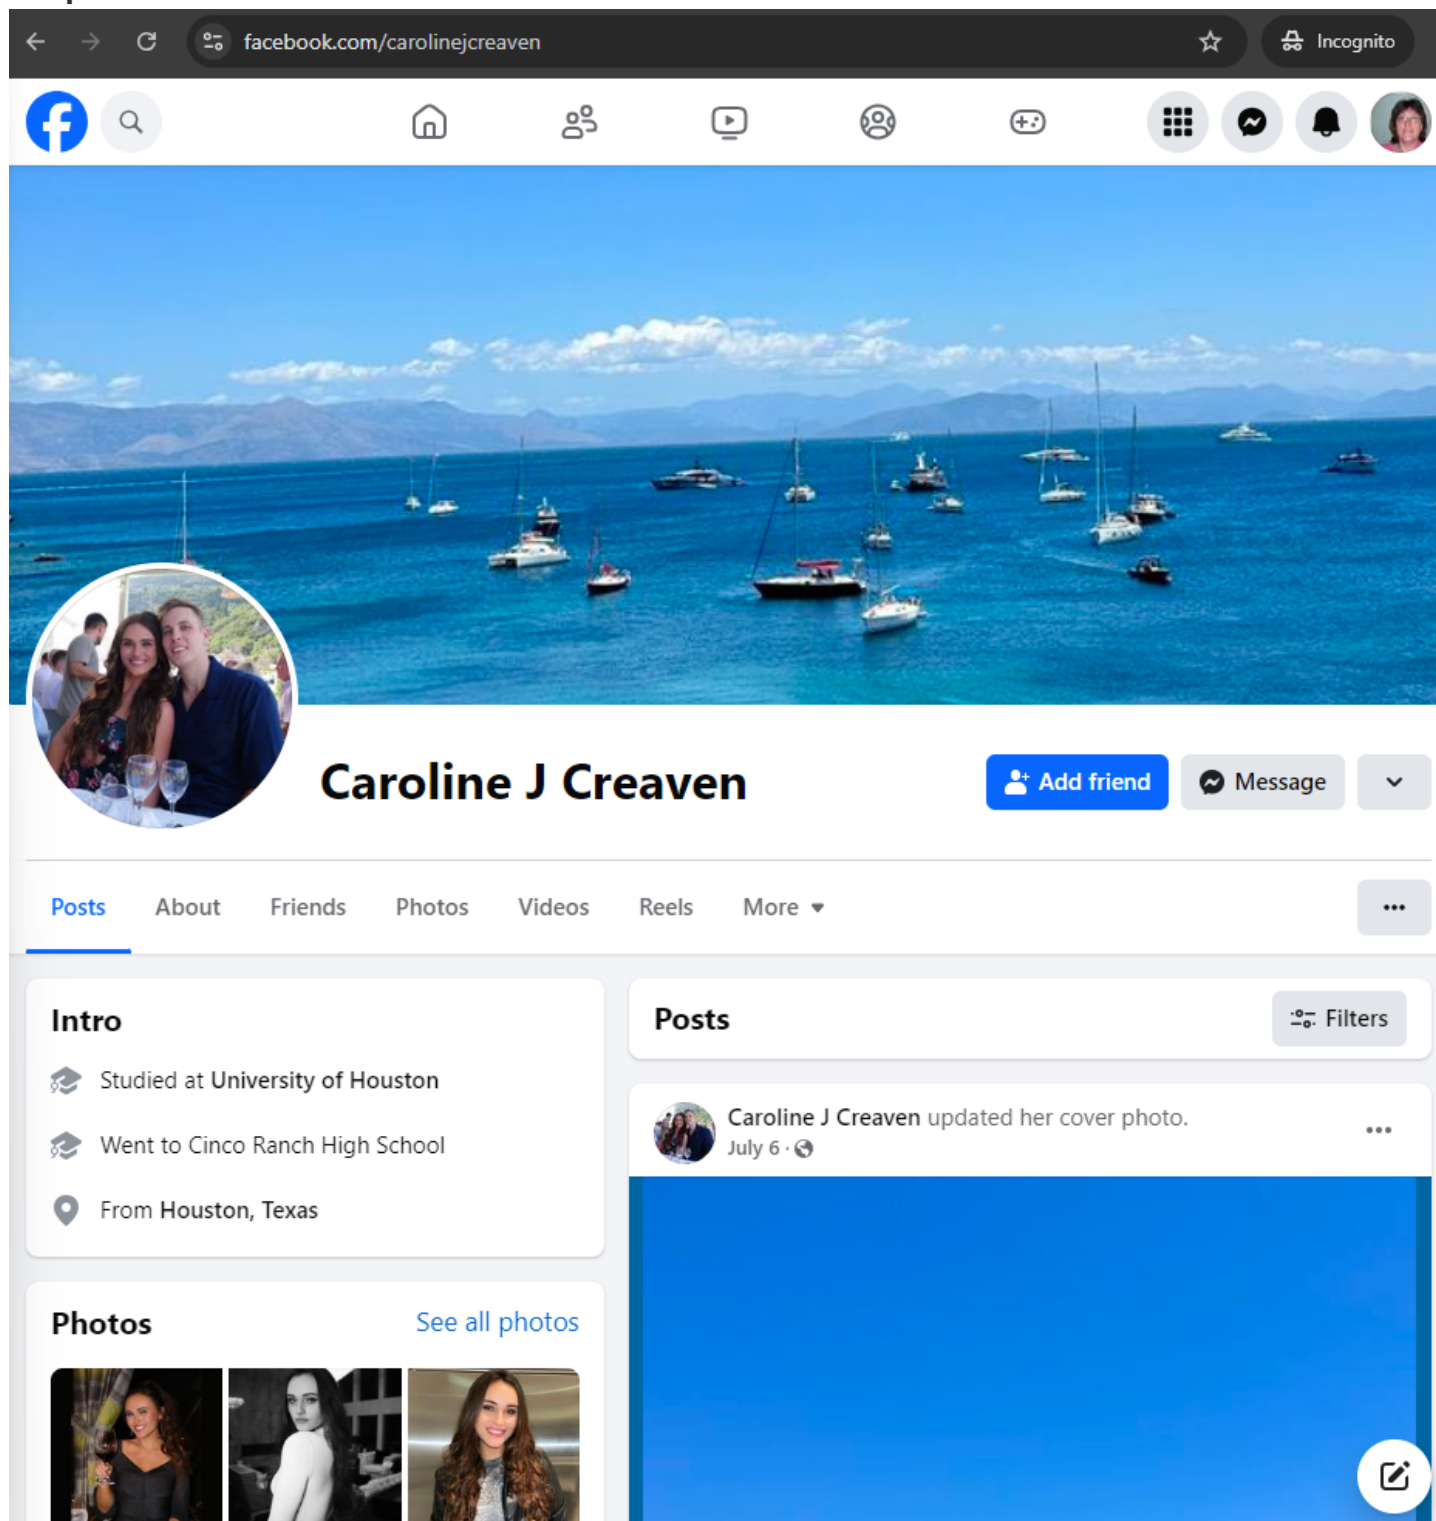 facebook.com/carolinejcreaven
Incognito
Caroline J Creaven
Add friend
Message
Posts
About
Friends
Photos
Videos
Reels
More
Intro
Studied at University of Houston
Went to Cinco Ranch High School
From Houston, Texas
Photos
See all photos
Posts
Filters
Caroline J Creaven updated her cover photo.
July 6 ·